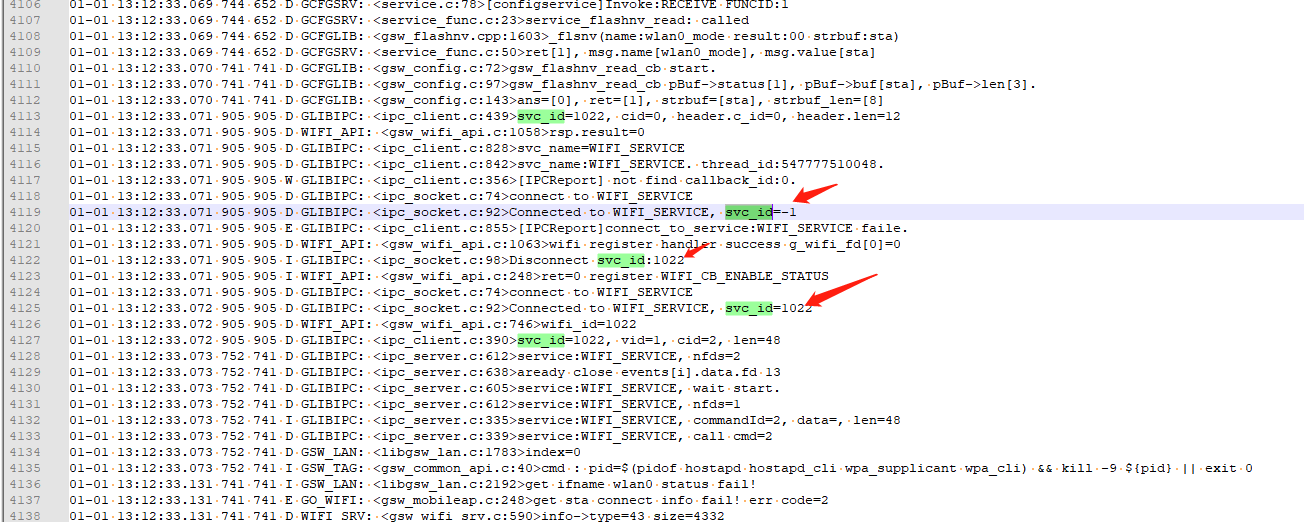 4106 01-01 13:12:33.069 744 652 D GCFGSRV: <service.c:78>[configservice]Invoke:RECEIVE FUNCID:1
4107 01-01 13:12:33.069 744 652 D GCFGSRV: <service_func.c:23>service_flashnv_read: called
4108 01-01 13:12:33.069 744 652 D GCFGLIB: <gsw_flashnv.cpp:1603>_flsnv(name:wlan0_mode result:00 strbuf:sta)
4109 01-01 13:12:33.069 744 652 D GCFGSRV: <service_func.c:50>ret[1], msg.name[wlan0_mode], msg.value[sta]
4110 01-01 13:12:33.070 741 741 D GCFGLIB: <gsw_config.c:72>gsw_flashnv_read_cb start.
4111 01-01 13:12:33.070 741 741 D GCFGLIB: <gsw_config.c:97>gsw_flashnv_read_cb pBuf->status[1], pBuf->buf[sta], pBuf->len[3].
4112 01-01 13:12:33.070 741 741 D GCFGLIB: <gsw_config.c:143>ans=[0], ret=[1], strbuf=[sta], strbuf_len=[8]
4113 01-01 13:12:33.071 905 905 D GLIBIPC: <ipc_client.c:439>svc_id=1022, cid=0, header.c_id=0, header.len=12
4114 01-01 13:12:33.071 905 905 D WIFI_API: <gsw_wifi_api.c:1058>rsp.result=0
4115 01-01 13:12:33.071 905 905 D GLIBIPC: <ipc_client.c:828>svc_name=WIFI_SERVICE
4116 01-01 13:12:33.071 905 905 D GLIBIPC: <ipc_client.c:842>svc_name:WIFI_SERVICE. thread_id:547777510048.
4117 01-01 13:12:33.071 905 905 W GLIBIPC: <ipc_client.c:356>[IPCReport] not find callback_id:0.
4118 01-01 13:12:33.071 905 905 D GLIBIPC: <ipc_socket.c:74>connect to WIFI_SERVICE
4119 01-01 13:12:33.071 905 905 D GLIBIPC: <ipc_socket.c:92>Connected to WIFI_SERVICE, svc_id=-1
4120 01-01 13:12:33.071 905 905 E GLIBIPC: <ipc_client.c:855>[IPCReport]connect_to_service:WIFI_SERVICE faile.
4121 01-01 13:12:33.071 905 905 D WIFI_API: <gsw_wifi_api.c:1063>wifi register handler success g_wifi_fd[0]=0
4122 01-01 13:12:33.071 905 905 I GLIBIPC: <ipc_socket.c:98>Disconnect svc_id:1022
4123 01-01 13:12:33.071 905 905 I WIFI_API: <gsw_wifi_api.c:248>ret=0 register WIFI_CB_ENABLE_STATUS
4124 01-01 13:12:33.071 905 905 D GLIBIPC: <ipc_socket.c:74>connect to WIFI_SERVICE
4125 01-01 13:12:33.072 905 905 D GLIBIPC: <ipc_socket.c:92>Connected to WIFI_SERVICE, svc_id=1022
4126 01-01 13:12:33.072 905 905 D WIFI_API: <gsw_wifi_api.c:746>wifi_id=1022
4127 01-01 13:12:33.072 905 905 D GLIBIPC: <ipc_client.c:390>svc_id=1022, vid=1, cid=2, len=48
4128 01-01 13:12:33.073 752 741 D GLIBIPC: <ipc_server.c:612>service:WIFI_SERVICE, nfds=2
4129 01-01 13:12:33.073 752 741 D GLIBIPC: <ipc_server.c:638>aready close events[i].data.fd 13
4130 01-01 13:12:33.073 752 741 D GLIBIPC: <ipc_server.c:605>service:WIFI_SERVICE, wait start.
4131 01-01 13:12:33.073 752 741 D GLIBIPC: <ipc_server.c:612>service:WIFI_SERVICE, nfds=1
4132 01-01 13:12:33.073 752 741 I GLIBIPC: <ipc_server.c:335>service:WIFI_SERVICE, commandId=2, data=, len=48
4133 01-01 13:12:33.073 752 741 D GLIBIPC: <ipc_server.c:339>service:WIFI_SERVICE, call cmd=2
4134 01-01 13:12:33.073 752 741 D GSW_LAN: <libgsw_lan.c:1783>index=0
4135 01-01 13:12:33.073 752 741 I GSW_TAG: <gsw_common_api.c:40>cmd : pid=$(pidof hostapd hostapd_cli wpa_supplicant wpa_cli) && kill -9 ${pid} || exit 0
4136 01-01 13:12:33.131 741 741 I GSW_LAN: <libgsw_lan.c:2192>get ifname wlan0 status fail!
4137 01-01 13:12:33.131 741 741 E GO_WIFI: <gsw_mobileap.c:248>get sta connect info fail! err code=2
4138 01-01 13:12:33.131 741 741 D WIFI_SRV: <gsw_wifi_srv.c:590>info->type=43 size=4332